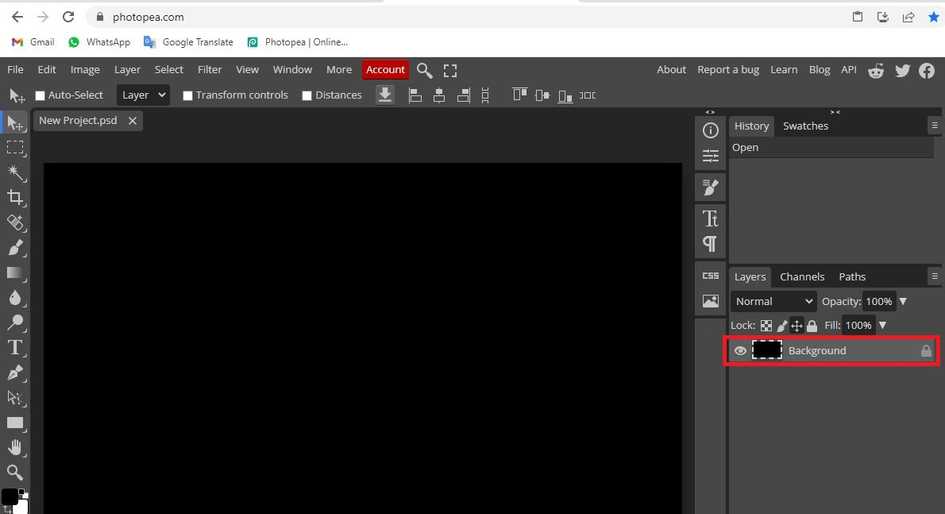 photopea.com
Gmail WhatsApp Google Translate Photopea | Online...
File Edit Image Layer Select Filter View Window More Account About Report a bug Learn Blog API
Auto-Select Layer Transform controls Distances
New Project.psd
History Swatches
Open
Tt
CSS
Layers Channels Paths
Normal Opacity: 100%
Lock: Fill: 100%
Background
T